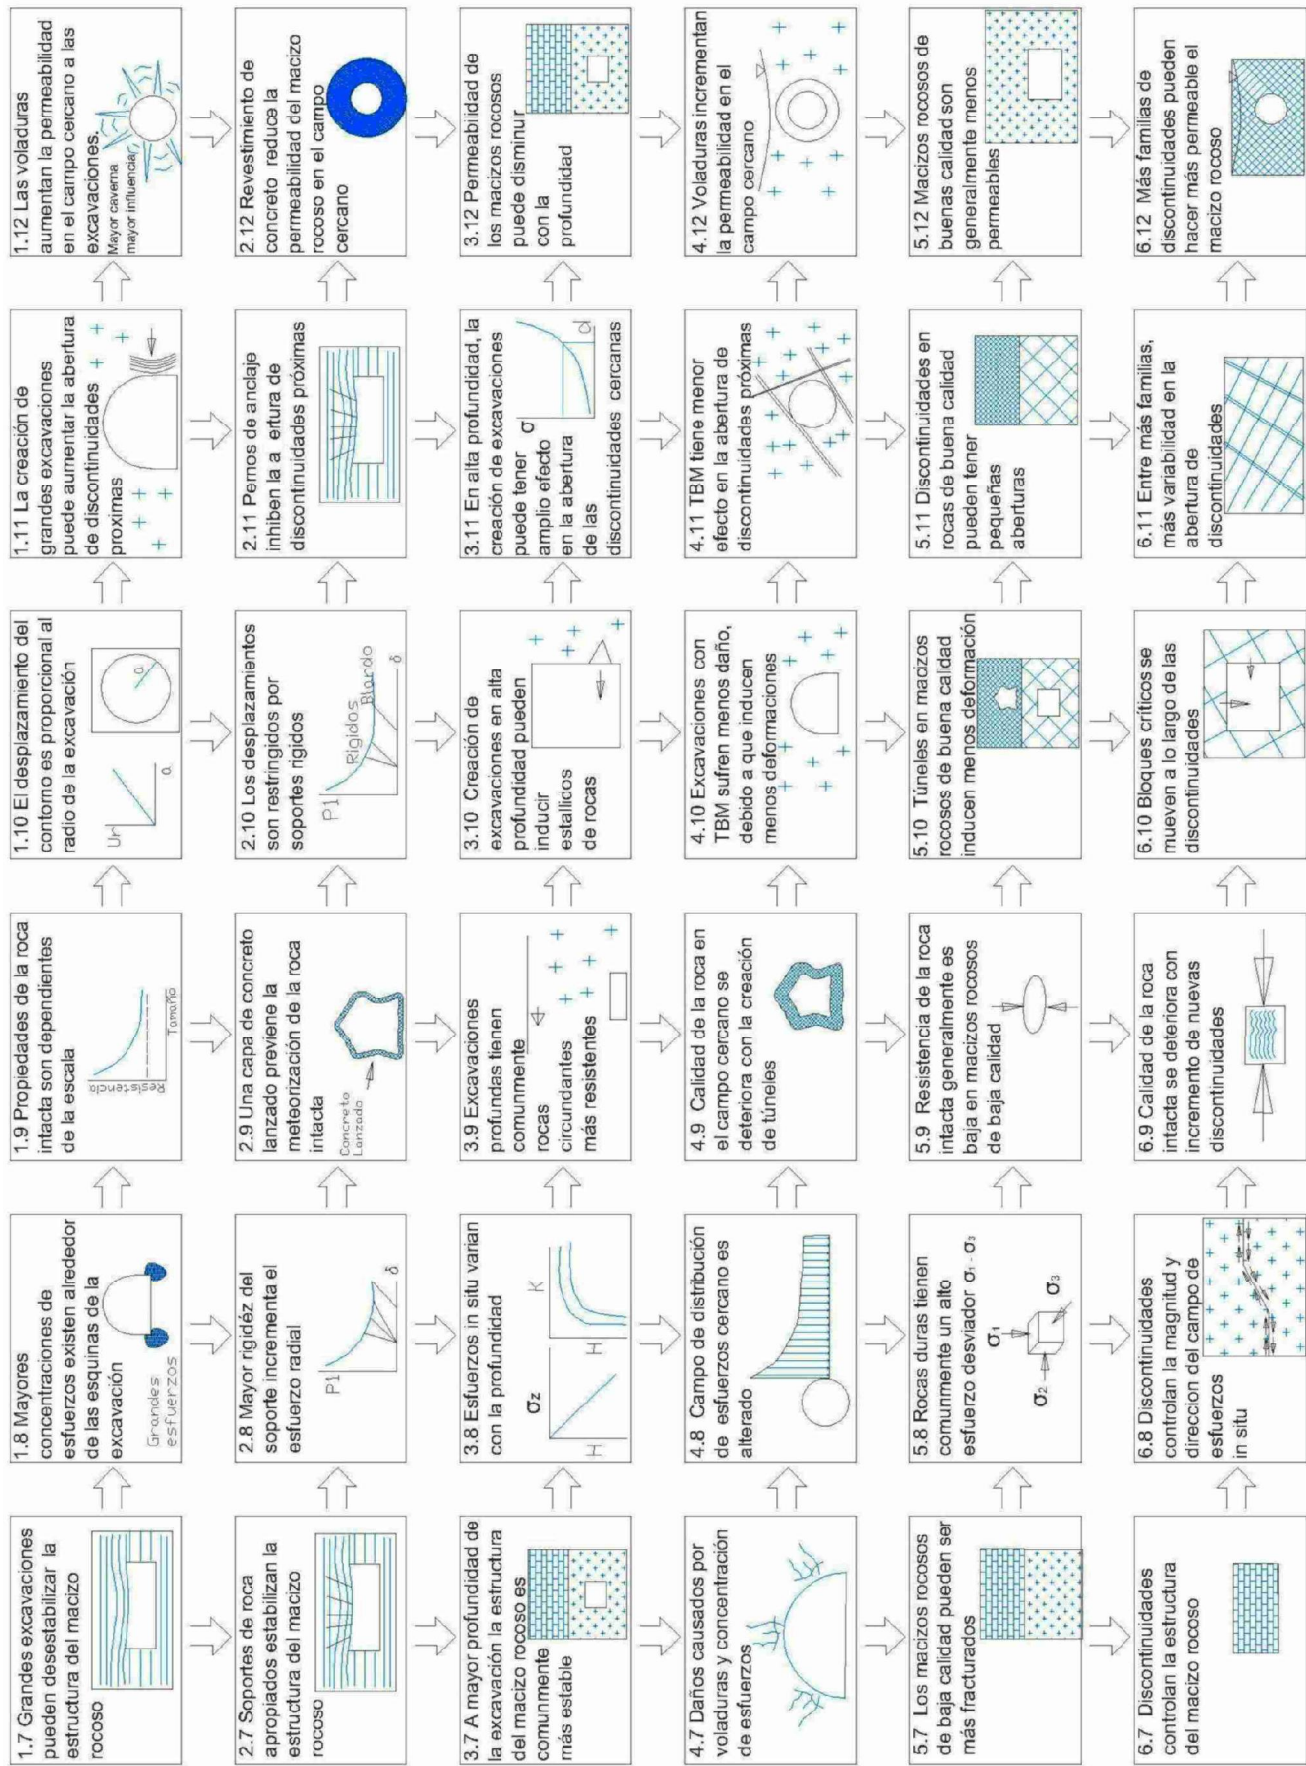 1.7 Grandes excavaciones
pueden desestabilizar la
estructura del macizo
rocoso
1.8 Mayores
concentraciones de
esfuerzos existen alrededor
de las esquinas de la
excavación
Grandes
esfuerzos
1.9 Propiedades de la roca
intacta son dependientes
de la escala
Resistencia
Tamaño
1.10 El desplazamiento del
contorno es proporcional al
radio de la excavación
Ur
a
a
1.11 La creación de
grandes excavaciones
puede aumentar la abertura
de discontinuidades
proximas
1.12 Las voladuras
aumentan la permeabilidad
en el campo cercano a las
excavaciones.
Mayor caverna
mayor influencia
2.7 Soportes de roca
apropiados estabilizan la
estructura del macizo
rocoso
2.8 Mayor rigidéz del
soporte incrementa el
esfuerzo radial
P1
δ
2.9 Una capa de concreto
lanzado previene la
meteorización de la roca
intacta
Concreto
Lanzado
2.10 Los desplazamientos
son restringidos por
soportes rigidos
P1
Rigidos
Blando
δ
2.11 Pernos de anclaje
inhiben la a ertura de
discontinuidades próximas
2.12 Revestimiento de
concreto reduce la
permeabilidad del macizo
rocoso en el campo
cercano
3.7 A mayor profundidad de
la excavación la estructura
del macizo rocoso es
comunmente
más estable
3.8 Esfuerzos in situ varian
con la profundidad
σz
H
K
H
3.9 Excavaciones
profundas tienen
comunmente
rocas
circundantes
más resistentes
3.10 Creación de
excavaciones en alta
profundidad pueden
inducir
estallicos
de rocas
3.11 En alta profundidad, la
creación de excavaciones
puede tener
amplio efecto
en la abertura
de las
discontinuidades cercanas
σ
d
3.12 Permeabiidad de
los macizos rocosos
puede disminur
con la
profundidad
4.7 Daños causados por
voladuras y concentración
de esfuerzos
4.8 Campo de distribución
de esfuerzos cercano es
alterado
4.9 Calidad de la roca en
el campo cercano se
deteriora con la creación
de túneles
4.10 Excavaciones con
TBM sufren menos daño,
debido a que inducen
menos deformaciones
4.11 TBM tiene menor
efecto en la abertura de
discontinuidades próximas
4.12 Voladuras incrementan
la permeabilidad en el
campo cercano
5.7 Los macizos rocosos
de baja calidad pueden ser
más fracturados
5.8 Rocas duras tienen
comunmente un alto
esfuerzo desviador σ1 - σ3
σ1
σ2
σ3
5.9 Resistencia de la roca
intacta generalmente es
baja en macizos rocosos
de baja calidad
5.10 Túneles en macizos
rocosos de buena calidad
inducen menos deformación
5.11 Discontinuidades en
rocas de buena calidad
pueden tener
pequeñas
aberturas
5.12 Macizos rocosos de
buenas calidad son
generalmente menos
permeables
6.7 Discontinuidades
controlan la estructura
del macizo rocoso
6.8 Discontinuidades
controlan la magnitud y
direccion del campo de
esfuerzos
in situ
6.9 Calidad de la roca
intacta se deteriora con
incremento de nuevas
discontinuidades
6.10 Bloques críticos se
mueven a lo largo de las
discontinuidades
6.11 Entre más familias,
más variabilidad en la
abertura de
discontinuidades
6.12 Más familias de
discontinuidades pueden
hacer más permeable el
macizo rocoso